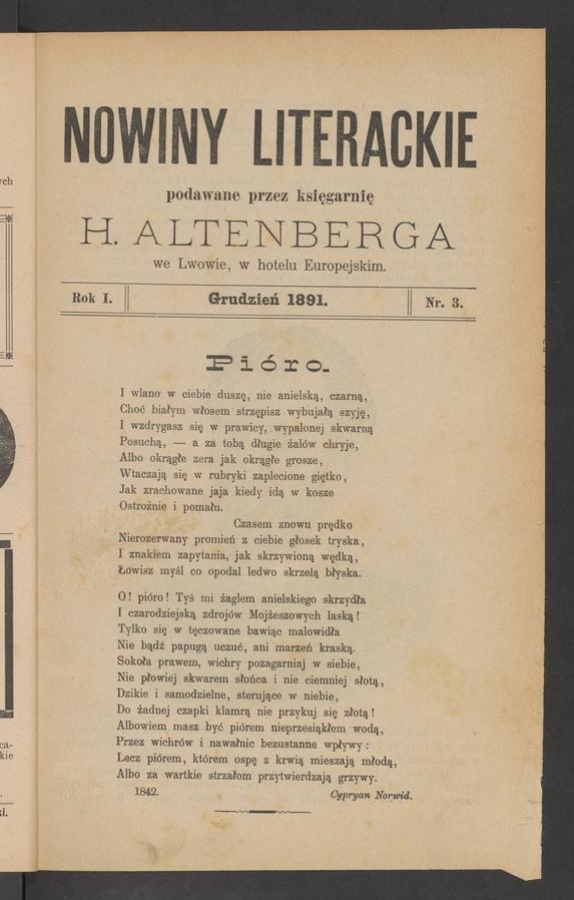 NOWINY LITERACKIE
podawane przez księgarnię
H. ALTENBERGA
we Lwowie, w hotelu Europejskim.
Rok I. Grudzień 1891. Nr. 3.
Pióro.
I wlano w ciebie duszę, nie anielską, czarną,
Choć białym włosem strzępisz wybujałą szyję,
I wzdrygasz się w prawicy, wypalonej skwarną
Posuchą, — a za tobą długie żalów chryje,
Albo okrągłe zera jak okrągłe grosze,
Wtaczają się w rubryki zaplecione giętko,
Jak zrachowane jaja kiedy idą w kosze
Ostrożnie i pomału.
Czasem znowu prędko
Nierozerwany promień z ciebie głosek tryska,
I znakiem zapytania, jak skrzywioną wędką,
Łowisz myśl co opodal ledwo skrzelą błyska.
O! pióro! Tyś mi żaglem anielskiego skrzydła
I czarodziejską zdrojów Mojżeszowych laską!
Tylko się w tęczowane bawiąc malowidła
Nie bądź papugą uczuć, ani marzeń kraską.
Sokoła prawem, wichry pozagarniaj w siebie,
Nie płowiej skwarem słońca i nie ciemniej słotą,
Dzikie i samodzielne, sterujące w niebie,
Do żadnej czapki klamrą nie przykuj się złotą!
Albowiem masz być piórem nieprzesiąkłem wodą,
Przez wichrów i nawałnic bezustanne wpływy:
Lecz piórem, którem ospę z krwią mieszają młodą,
Albo za wartkie strzałom przytwierdzają grzywy.
1842. Cypryan Norwid.
ych
ca-
kie